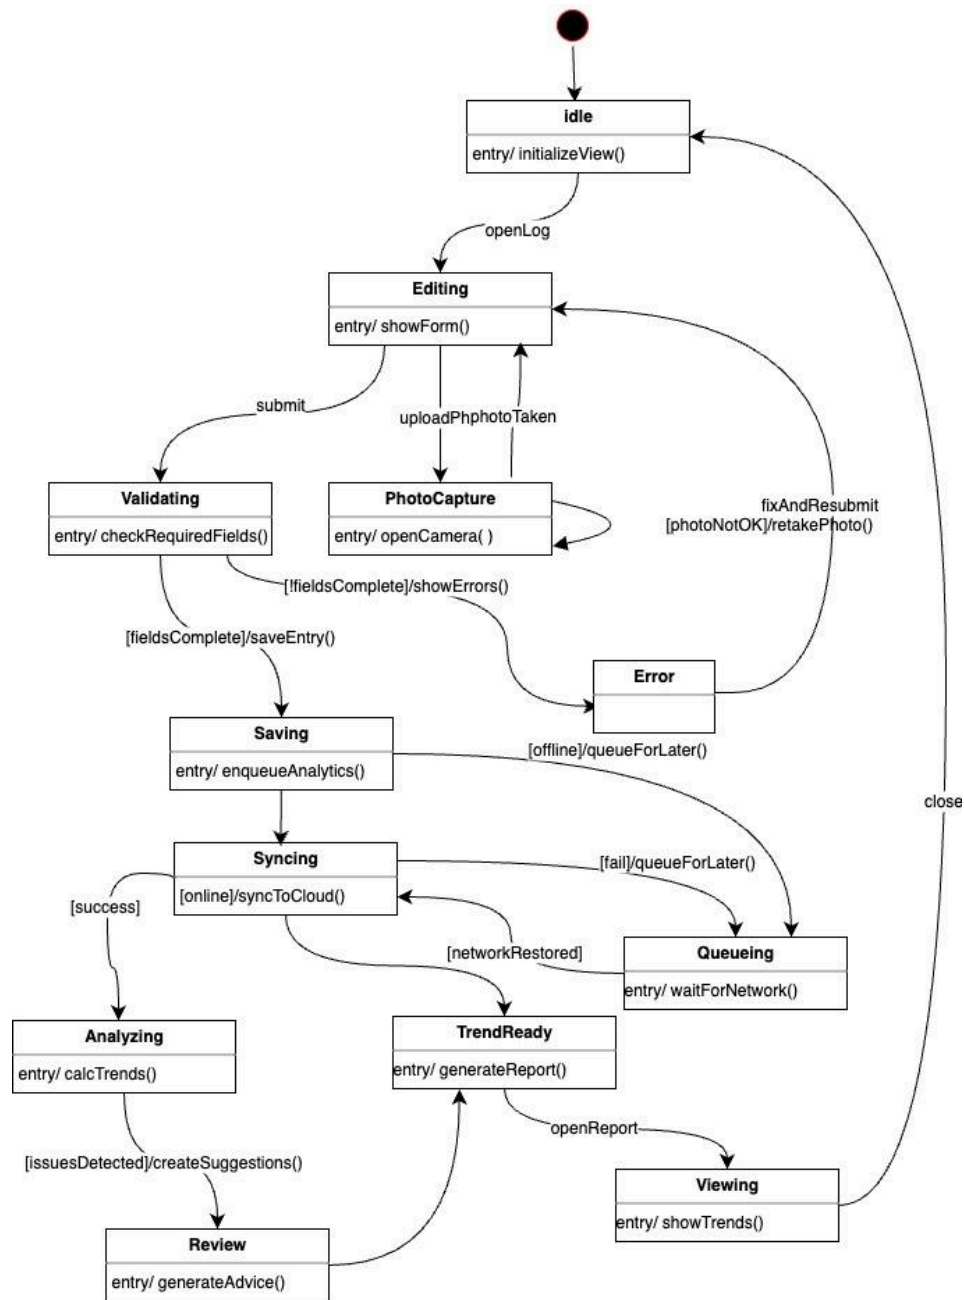 idle
entry/ initializeView()
openLog
Editing
entry/ showForm()
submit
uploadPh
photoTaken
Validating
entry/ checkRequiredFields()
PhotoCapture
entry/ openCamera( )
fixAndResubmit
[photoNotOK]/retakePhoto()
[!fieldsComplete]/showErrors()
[fieldsComplete]/saveEntry()
Error
Saving
entry/ enqueueAnalytics()
[offline]/queueForLater()
close
Syncing
[online]/syncToCloud()
[fail]/queueForLater()
[success]
[networkRestored]
Queueing
entry/ waitForNetwork()
Analyzing
entry/ calcTrends()
TrendReady
entry/ generateReport()
openReport
[issuesDetected]/createSuggestions()
Viewing
entry/ showTrends()
Review
entry/ generateAdvice()